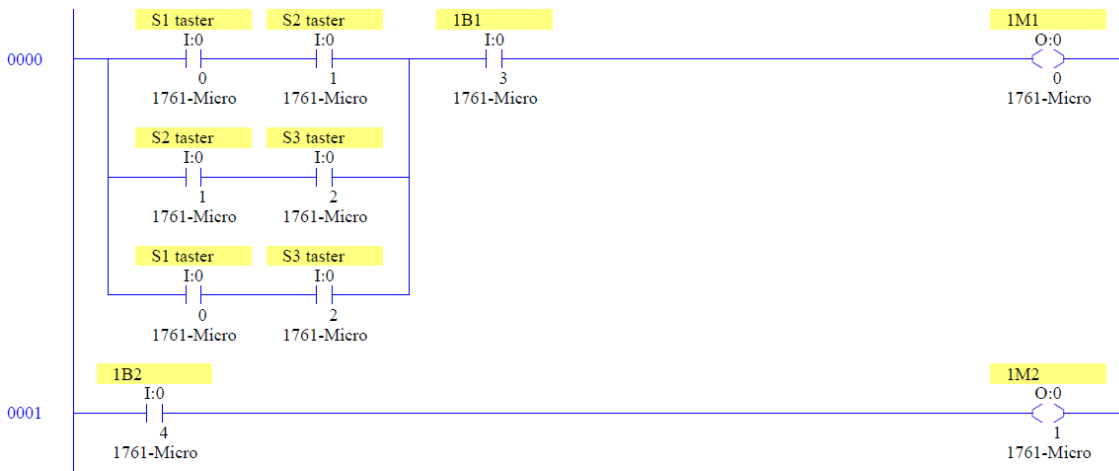 S1 taster S2 taster 1B1 1M1
I:0 I:0 I:0 O:0
0000
0 1 3 0
1761-Micro 1761-Micro 1761-Micro 1761-Micro
S2 taster S3 taster
I:0 I:0
1 2
1761-Micro 1761-Micro
S1 taster S3 taster
I:0 I:0
0 2
1761-Micro 1761-Micro
1B2 1M2
I:0 O:0
0001
4 1
1761-Micro 1761-Micro